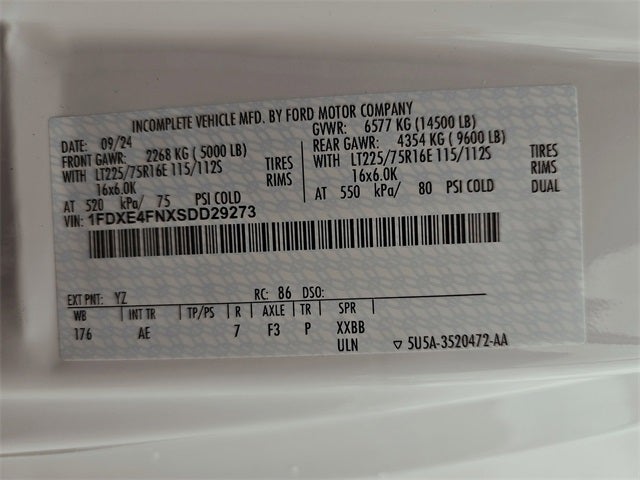 INCOMPLETE VEHICLE MFD. BY FORD MOTOR COMPANY
DATE: 09/24
GVWR: 6577 KG (14500 LB)
FRONT GAWR: 2268 KG ( 5000 LB)
REAR GAWR: 4354 KG ( 9600 LB)
WITH LT225/75R16E 115/112S TIRES
WITH LT225/75R16E 115/112S TIRES
16x6.0K RIMS
16x6.0K RIMS
AT 520 kPa/ 75 PSI COLD
AT 550 kPa/ 80 PSI COLD DUAL
VIN: 1FDXE4FNXSDD29273
EXT PNT: YZ RC: 86 DSO:
WB INT TR TP/PS R AXLE TR SPR
176 AE 7 F3 P XXBB
ULN ▽ 5U5A-3520472-AA